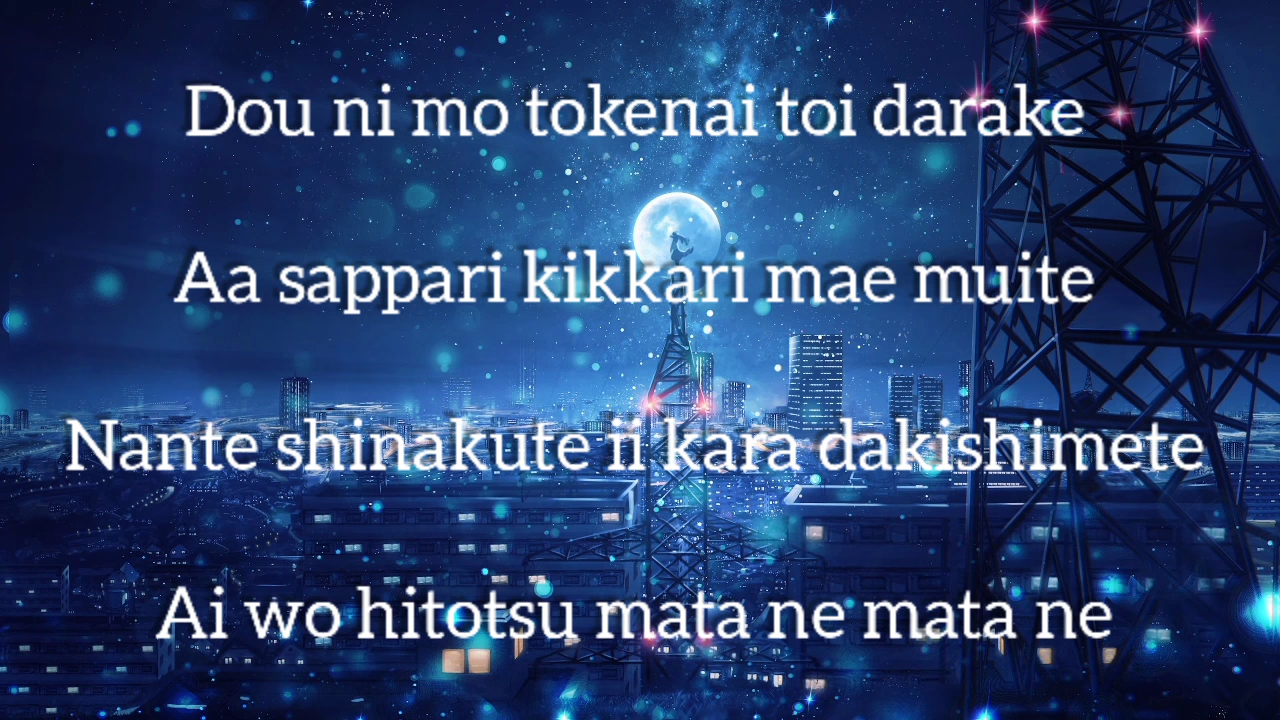 Dou ni mo tokenai toi darake
Aa sappari kikkari mae muite
Nante shinakute ii kara dakishimete
Ai wo hitotsu mata ne mata ne